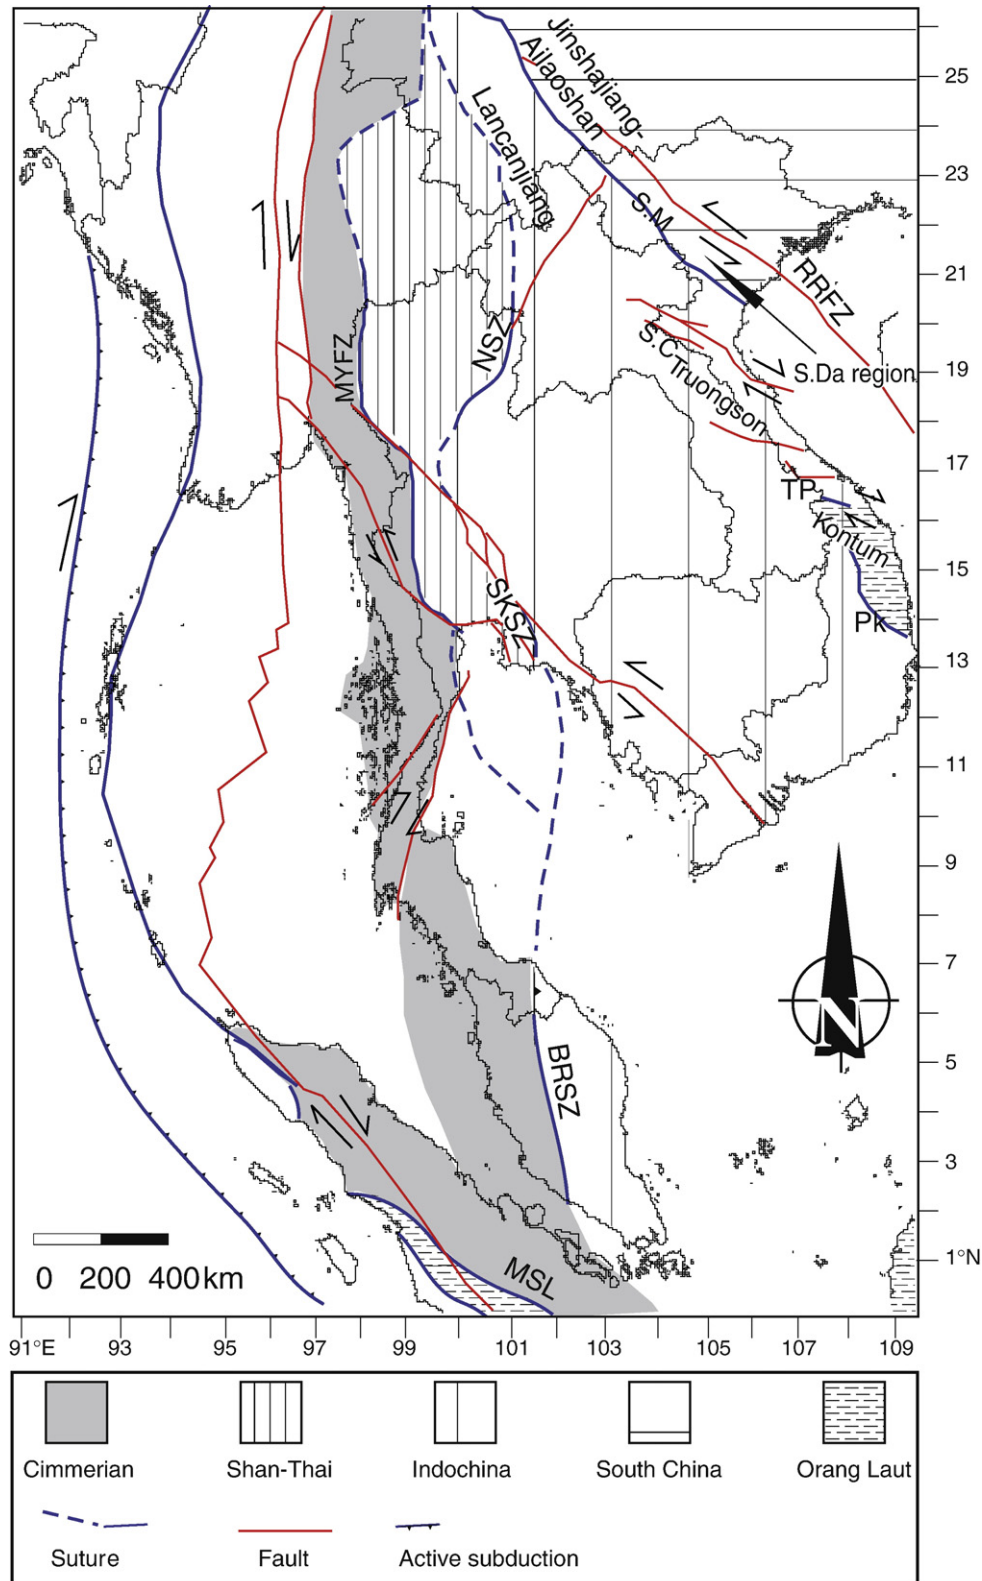 Jinshajiang-
Ailaoshan
Lancanjiang
25
23
S.M
RRFZ
21
NSZ
MYFZ
S.C
Truongson
S.Da region
19
17
TP
Kontum
15
SKSZ
PK
13
11
9
7
N
5
BRSZ
3
MSL
1°N
0 200 400km
91°E 93 95 97 99 101 103 105 107 109
Cimmerian Shan-Thai Indochina South China Orang Laut
Suture Fault Active subduction